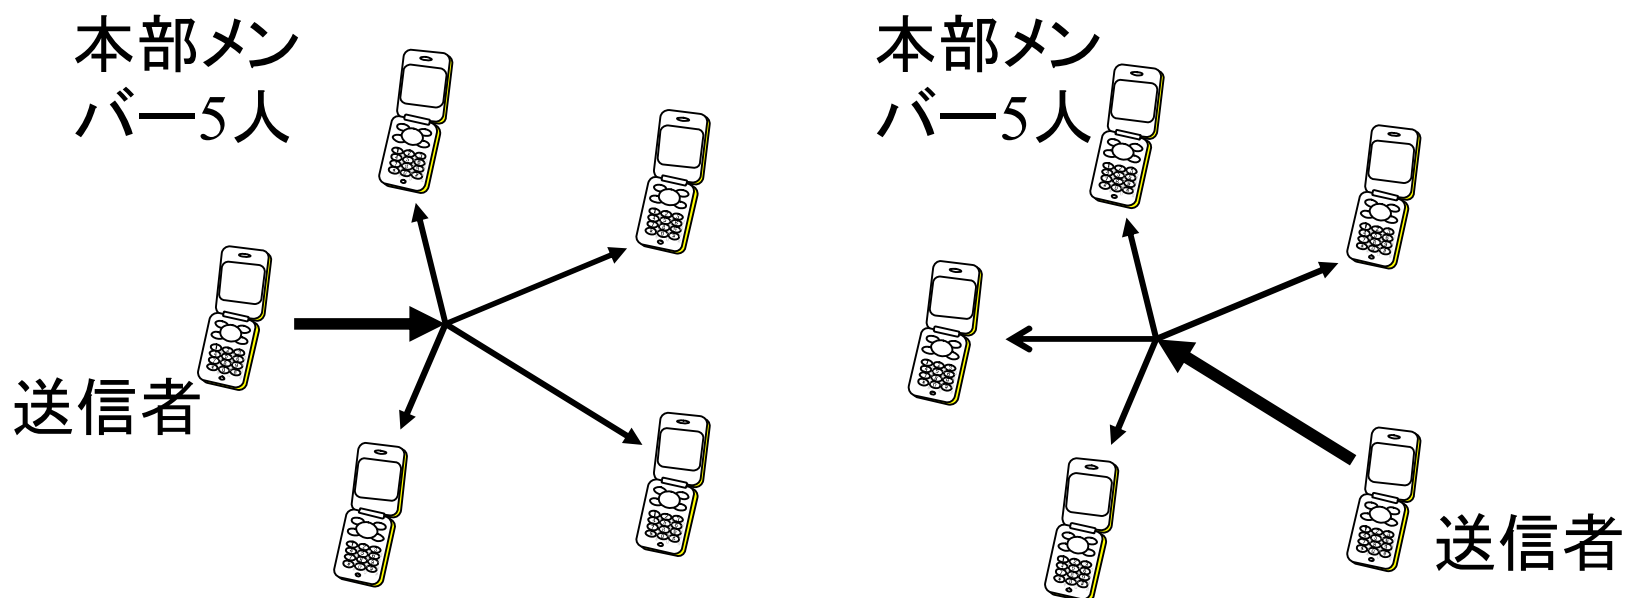 本部メン
バー5人
送信者
本部メン
バー5人
送信者